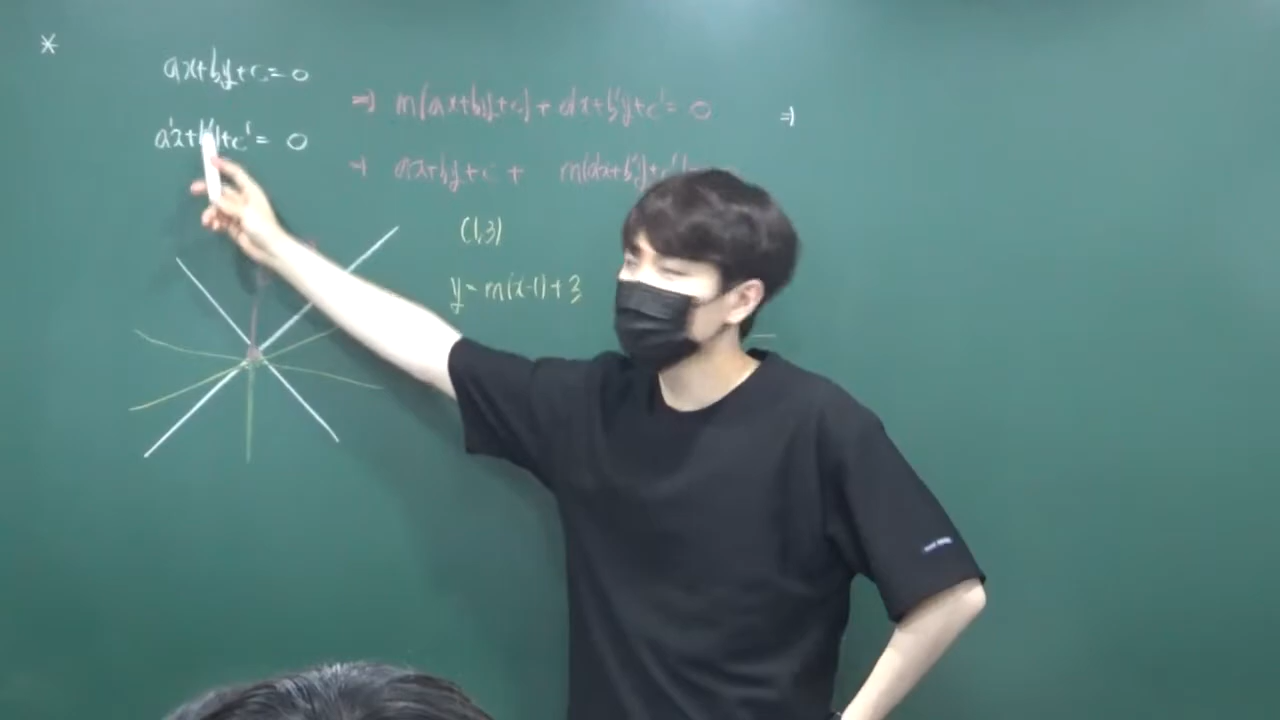 *
ax+by+c=0
a'x+b'y+c'=0
⇒ m(ax+by+c)+a'x+b'y+c'=0 ⇒
⇒ ax+by+c + m(a'x+b'y+c')
(1,3)
y=m(x-1)+3